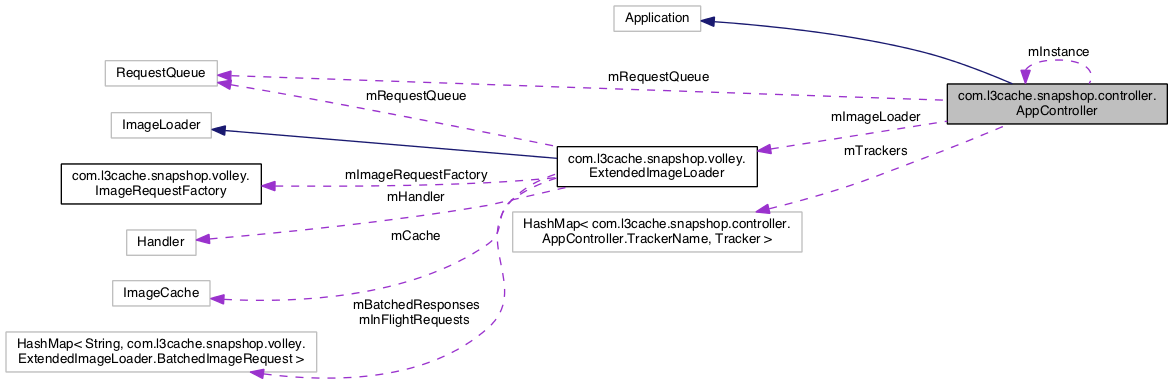 Application
mInstance
RequestQueue
mRequestQueue
com.l3cache.snapshop.controller.
AppController
mRequestQueue
ImageLoader
mImageLoader
mTrackers
com.l3cache.snapshop.volley.
ExtendedImageLoader
com.l3cache.snapshop.volley.
ImageRequestFactory
mImageRequestFactory
mHandler
HashMap< com.l3cache.snapshop.controller.
AppController.TrackerName, Tracker >
Handler
mCache
ImageCache
mBatchedResponses
mInFlightRequests
HashMap< String, com.l3cache.snapshop.volley.
ExtendedImageLoader.BatchedImageRequest >